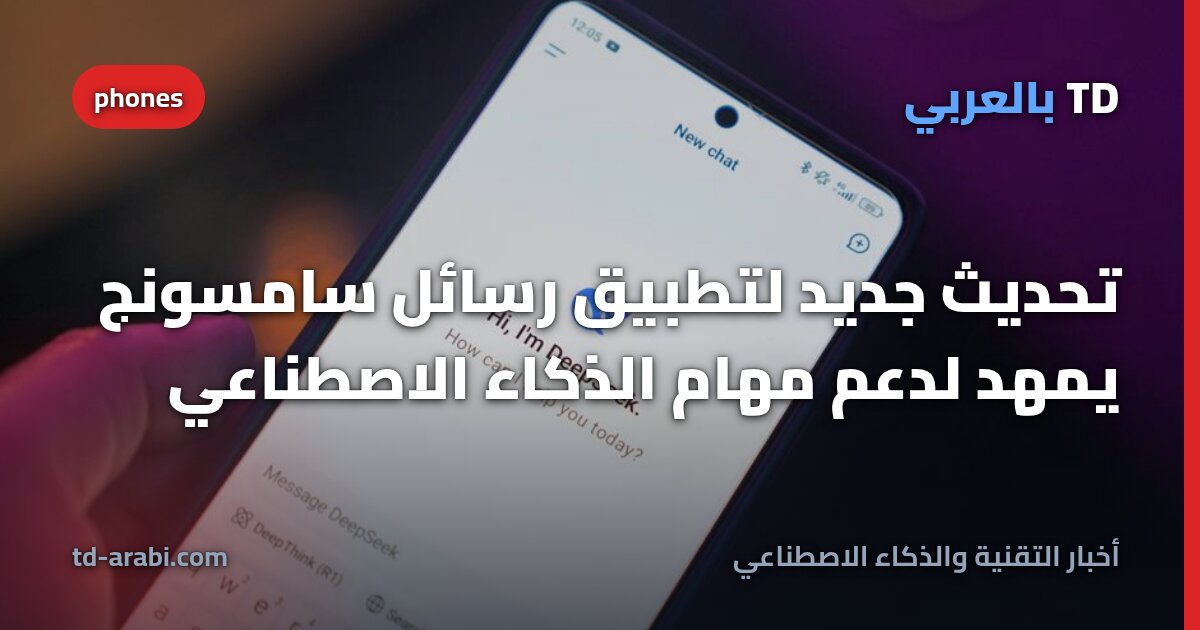 phones
TD بالعربي
12:05
New chat
تحديث جديد لتطبيق رسائل سامسونج
يمهد لدعم مهام الذكاء الاصطناعي
Hi, I'm DeepSeek.
How can I help you today?
Message DeepSeek
DeepThink (R1)
td-arabi.com
أخبار التقنية والذكاء الاصطناعي